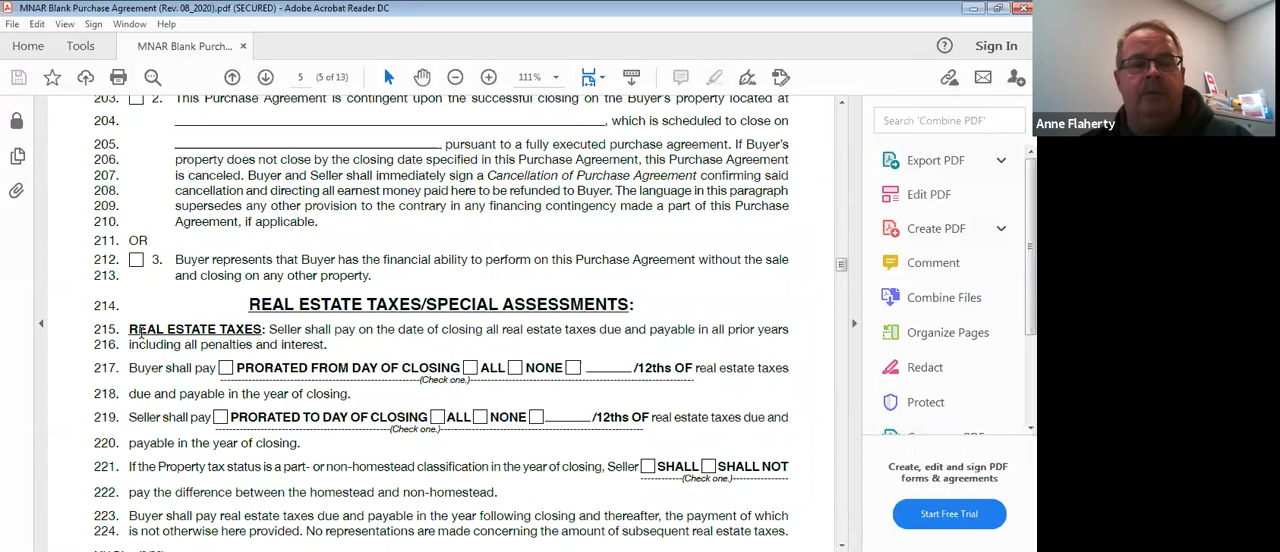 MNAR Blank Purchase Agreement (Rev. 08_2020).pdf (SECURED) - Adobe Acrobat Reader DC
File Edit View Sign Window Help
Home Tools MNAR Blank Purch... × Sign In
5 (5 of 13) 111%
203. 2. This Purchase Agreement is contingent upon the successful closing on the Buyer's property located at
204. , which is scheduled to close on
205. pursuant to a fully executed purchase agreement. If Buyer's
206. property does not close by the closing date specified in this Purchase Agreement, this Purchase Agreement
207. is canceled. Buyer and Seller shall immediately sign a Cancellation of Purchase Agreement confirming said
208. cancellation and directing all earnest money paid here to be refunded to Buyer. The language in this paragraph
209. supersedes any other provision to the contrary in any financing contingency made a part of this Purchase
210. Agreement, if applicable.
211. OR
212. 3. Buyer represents that Buyer has the financial ability to perform on this Purchase Agreement without the sale
213. and closing on any other property.
214. REAL ESTATE TAXES/SPECIAL ASSESSMENTS:
215. REAL ESTATE TAXES: Seller shall pay on the date of closing all real estate taxes due and payable in all prior years
216. including all penalties and interest.
217. Buyer shall pay PRORATED FROM DAY OF CLOSING ALL NONE /12ths OF real estate taxes
(Check one.)
218. due and payable in the year of closing.
219. Seller shall pay PRORATED TO DAY OF CLOSING ALL NONE /12ths OF real estate taxes due and
(Check one.)
220. payable in the year of closing.
221. If the Property tax status is a part- or non-homestead classification in the year of closing, Seller SHALL SHALL NOT
(Check one.)
222. pay the difference between the homestead and non-homestead.
223. Buyer shall pay real estate taxes due and payable in the year following closing and thereafter, the payment of which
224. is not otherwise here provided. No representations are made concerning the amount of subsequent real estate taxes.
Search 'Combine PDF'
Export PDF
Edit PDF
Create PDF
Comment
Combine Files
Organize Pages
Redact
Protect
Create, edit and sign PDF
forms & agreements
Start Free Trial
Anne Flaherty